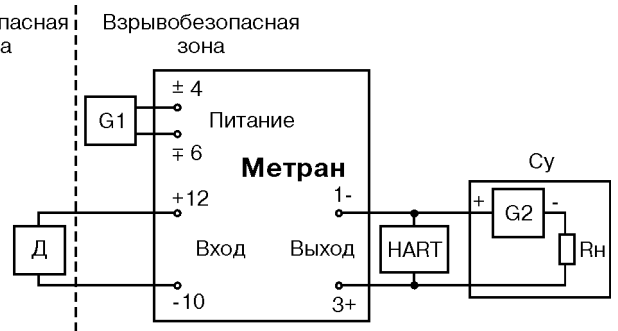 пасная
а
Взрывобезопасная
зона
± 4
G1
Питание
∓ 6
Метран
+12
1-
Су
+
G2
-
Д
Вход
Выход
HART
Rн
-10
3+